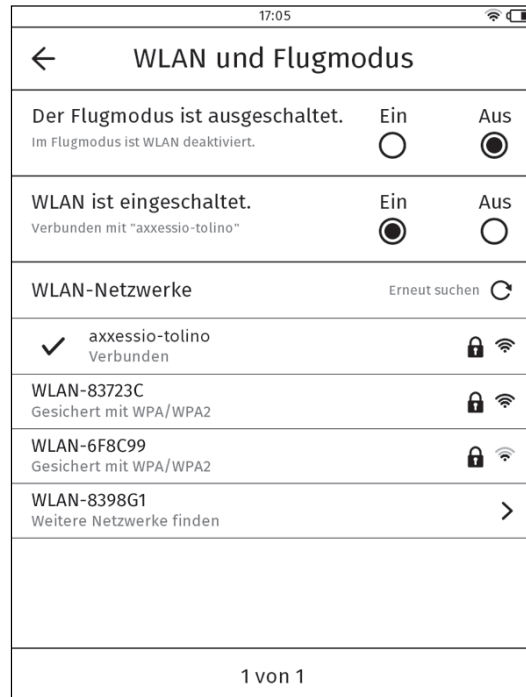 17:05
WLAN und Flugmodus
Der Flugmodus ist ausgeschaltet. Ein Aus
Im Flugmodus ist WLAN deaktiviert.
WLAN ist eingeschaltet. Ein Aus
Verbunden mit "axxessio-tolino"
WLAN-Netzwerke Erneut suchen
axxessio-tolino
Verbunden
WLAN-83723C
Gesichert mit WPA/WPA2
WLAN-6F8C99
Gesichert mit WPA/WPA2
WLAN-8398G1
Weitere Netzwerke finden
1 von 1